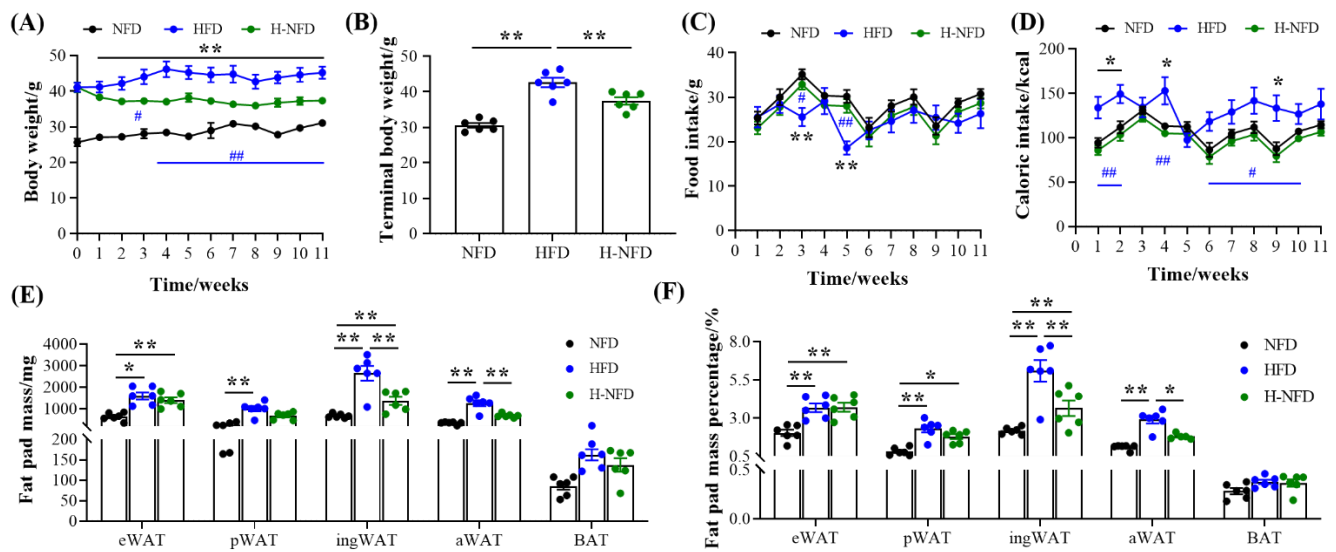 (A)
NFD HFD H-NFD
**
#
##
Body weight/g
60
50
40
30
20
10
0
0 1 2 3 4 5 6 7 8 9 10 11
Time/weeks
(B)
** **
Terminal body weight/g
60
50
40
30
20
10
0
NFD HFD H-NFD
(C)
NFD HFD H-NFD
#
**
##
**
Food intake/g
40
30
20
10
0
0 1 2 3 4 5 6 7 8 9 10 11
Time/weeks
(D)
NFD HFD H-NFD
* * *
## ## #
Caloric intake/kcal
200
150
100
50
0
0 1 2 3 4 5 6 7 8 9 10 11
Time/weeks
(E)
NFD
HFD
H-NFD
**
*
**
**
** **
** **
Fat pad mass/mg
4000
3000
2000
1000
200
150
100
50
0
eWAT pWAT ingWAT aWAT BAT
(F)
NFD
HFD
H-NFD
**
**
*
**
**
** **
** *
Fat pad mass percentage/%
8.0
5.5
3.0
0.5
0.5
0.0
eWAT pWAT ingWAT aWAT BAT